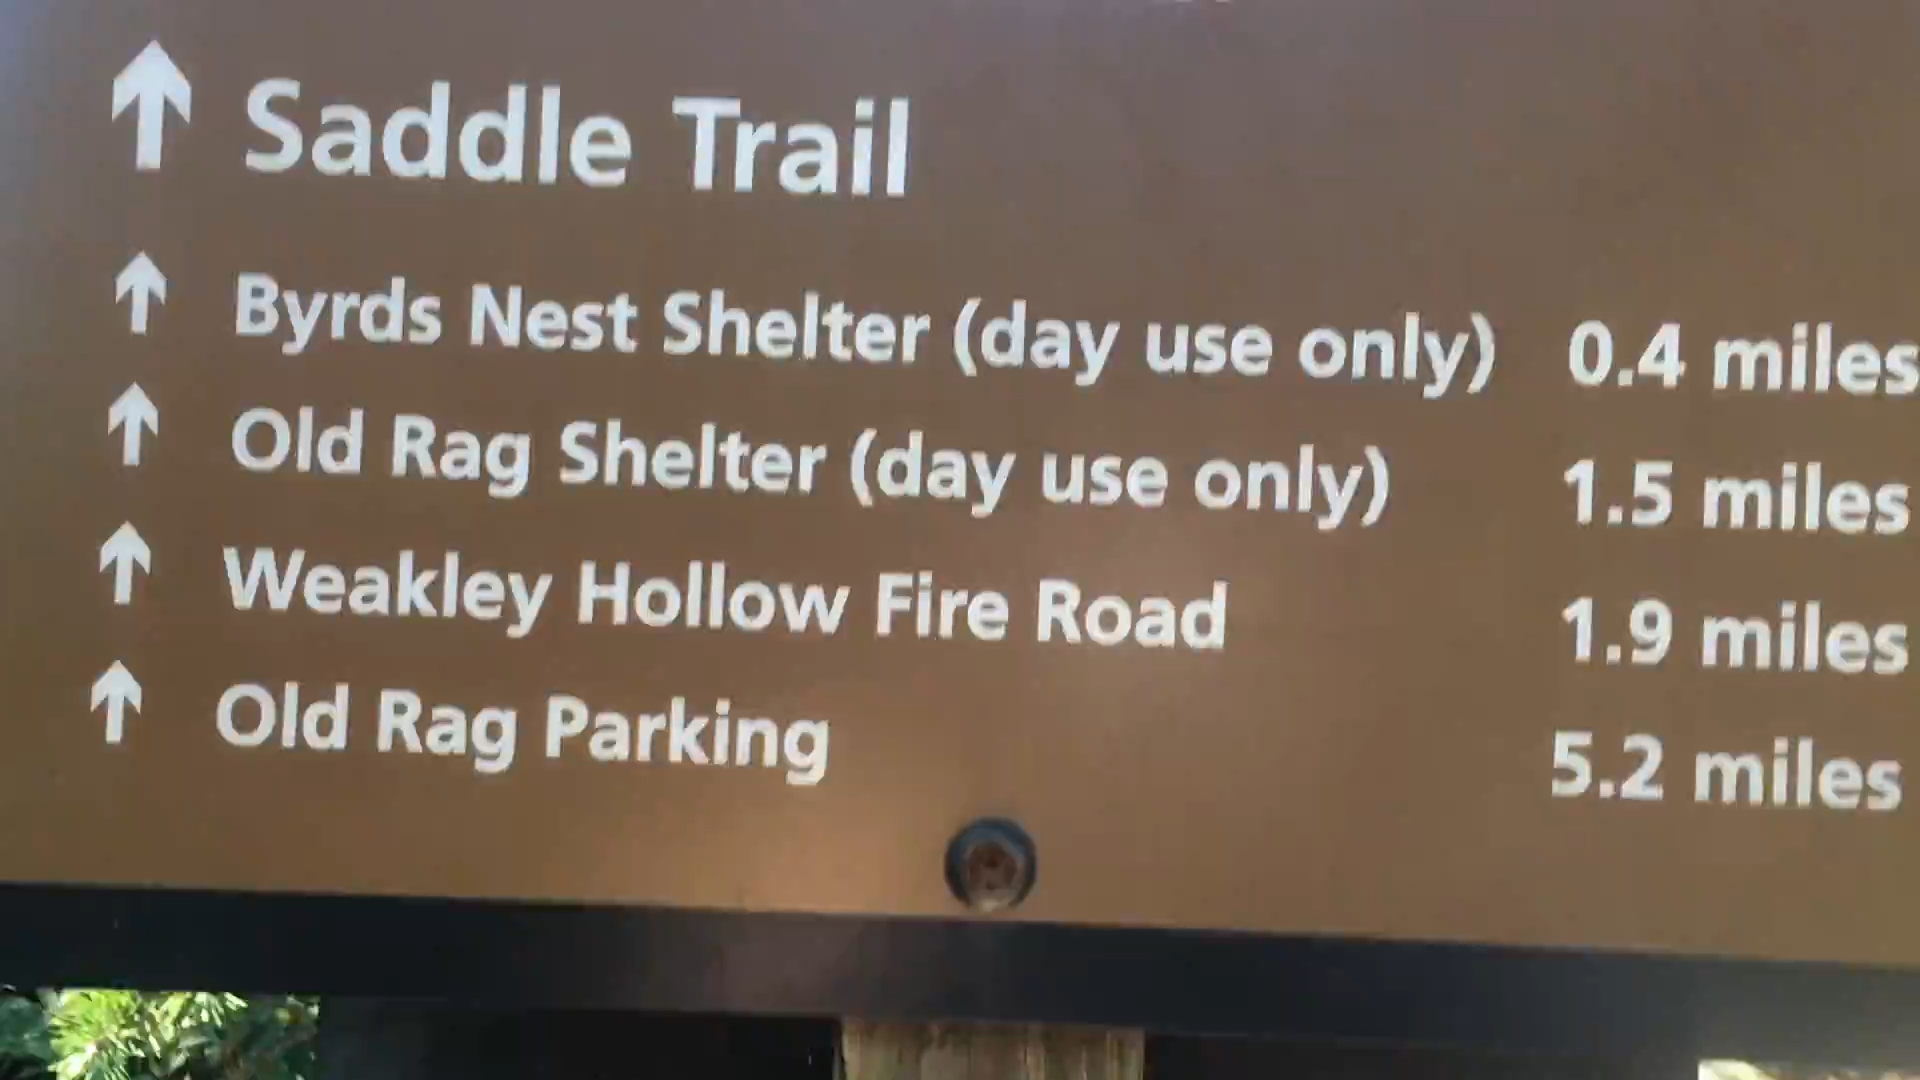 Saddle Trail
Byrds Nest Shelter (day use only) 0.4 miles
Old Rag Shelter (day use only) 1.5 miles
Weakley Hollow Fire Road 1.9 miles
Old Rag Parking 5.2 miles